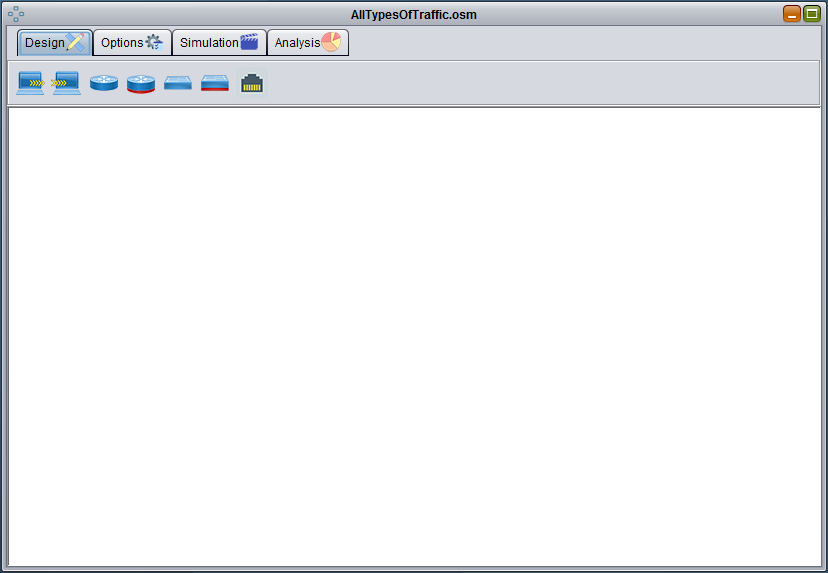 AllTypesOfTraffic.osm
Design Options Simulation Analysis